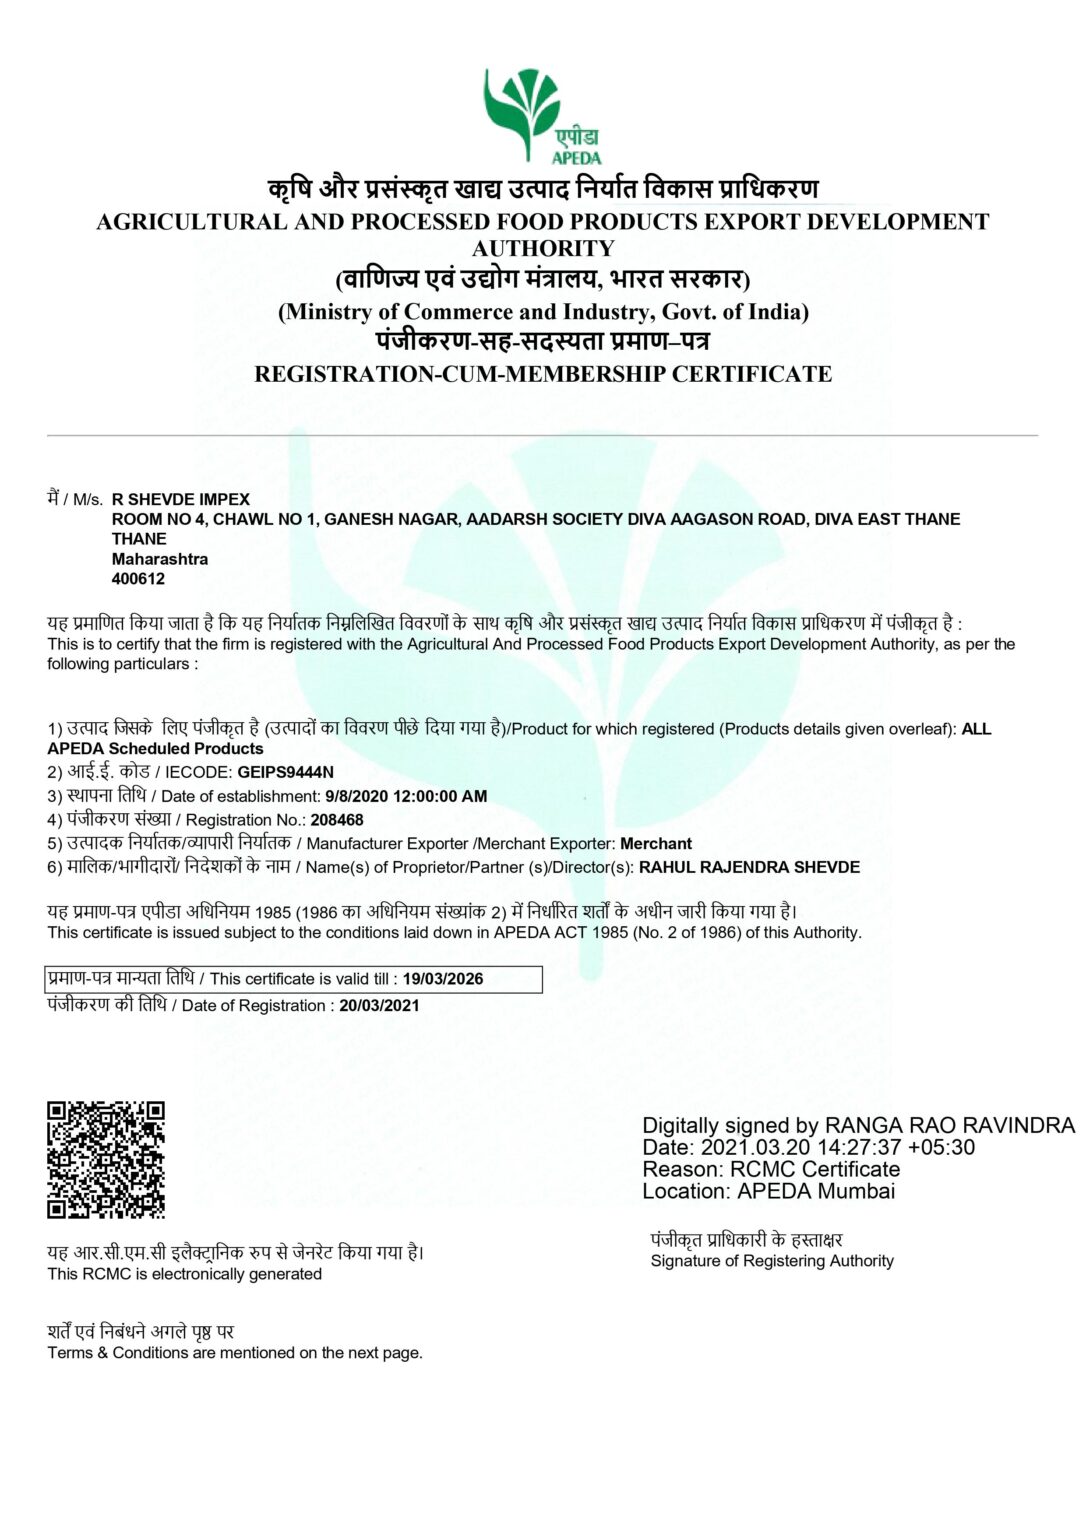 एपीडा
APEDA
कृषि और प्रसंस्कृत खाद्य उत्पाद निर्यात विकास प्राधिकरण
AGRICULTURAL AND PROCESSED FOOD PRODUCTS EXPORT DEVELOPMENT
AUTHORITY
(वाणिज्य एवं उद्योग मंत्रालय, भारत सरकार)
(Ministry of Commerce and Industry, Govt. of India)
पंजीकरण-सह-सदस्यता प्रमाण–पत्र
REGISTRATION-CUM-MEMBERSHIP CERTIFICATE
मैं / M/s. R SHEVDE IMPEX
ROOM NO 4, CHAWL NO 1, GANESH NAGAR, AADARSH SOCIETY DIVA AAGASON ROAD, DIVA EAST THANE
THANE
Maharashtra
400612
यह प्रमाणित किया जाता है कि यह निर्यातक निम्नलिखित विवरणों के साथ कृषि और प्रसंस्कृत खाद्य उत्पाद निर्यात विकास प्राधिकरण में पंजीकृत है :
This is to certify that the firm is registered with the Agricultural And Processed Food Products Export Development Authority, as per the
following particulars :
1) उत्पाद जिसके लिए पंजीकृत है (उत्पादों का विवरण पीछे दिया गया है)/Product for which registered (Products details given overleaf): ALL
APEDA Scheduled Products
2) आई.ई. कोड / IECODE: GEIPS9444N
3) स्थापना तिथि / Date of establishment: 9/8/2020 12:00:00 AM
4) पंजीकरण संख्या / Registration No.: 208468
5) उत्पादक निर्यातक/व्यापारी निर्यातक / Manufacturer Exporter /Merchant Exporter: Merchant
6) मालिक/भागीदारों/ निदेशकों के नाम / Name(s) of Proprietor/Partner (s)/Director(s): RAHUL RAJENDRA SHEVDE
यह प्रमाण-पत्र एपीडा अधिनियम 1985 (1986 का अधिनियम संख्यांक 2) में निर्धारित शर्तों के अधीन जारी किया गया है।
This certificate is issued subject to the conditions laid down in APEDA ACT 1985 (No. 2 of 1986) of this Authority.
प्रमाण-पत्र मान्यता तिथि / This certificate is valid till : 19/03/2026
पंजीकरण की तिथि / Date of Registration : 20/03/2021
Digitally signed by RANGA RAO RAVINDRA
Date: 2021.03.20 14:27:37 +05:30
Reason: RCMC Certificate
Location: APEDA Mumbai
पंजीकृत प्राधिकारी के हस्ताक्षर
Signature of Registering Authority
यह आर.सी.एम.सी इलैक्ट्रानिक रुप से जेनरेट किया गया है।
This RCMC is electronically generated
शर्तें एवं निबंधने अगले पृष्ठ पर
Terms & Conditions are mentioned on the next page.